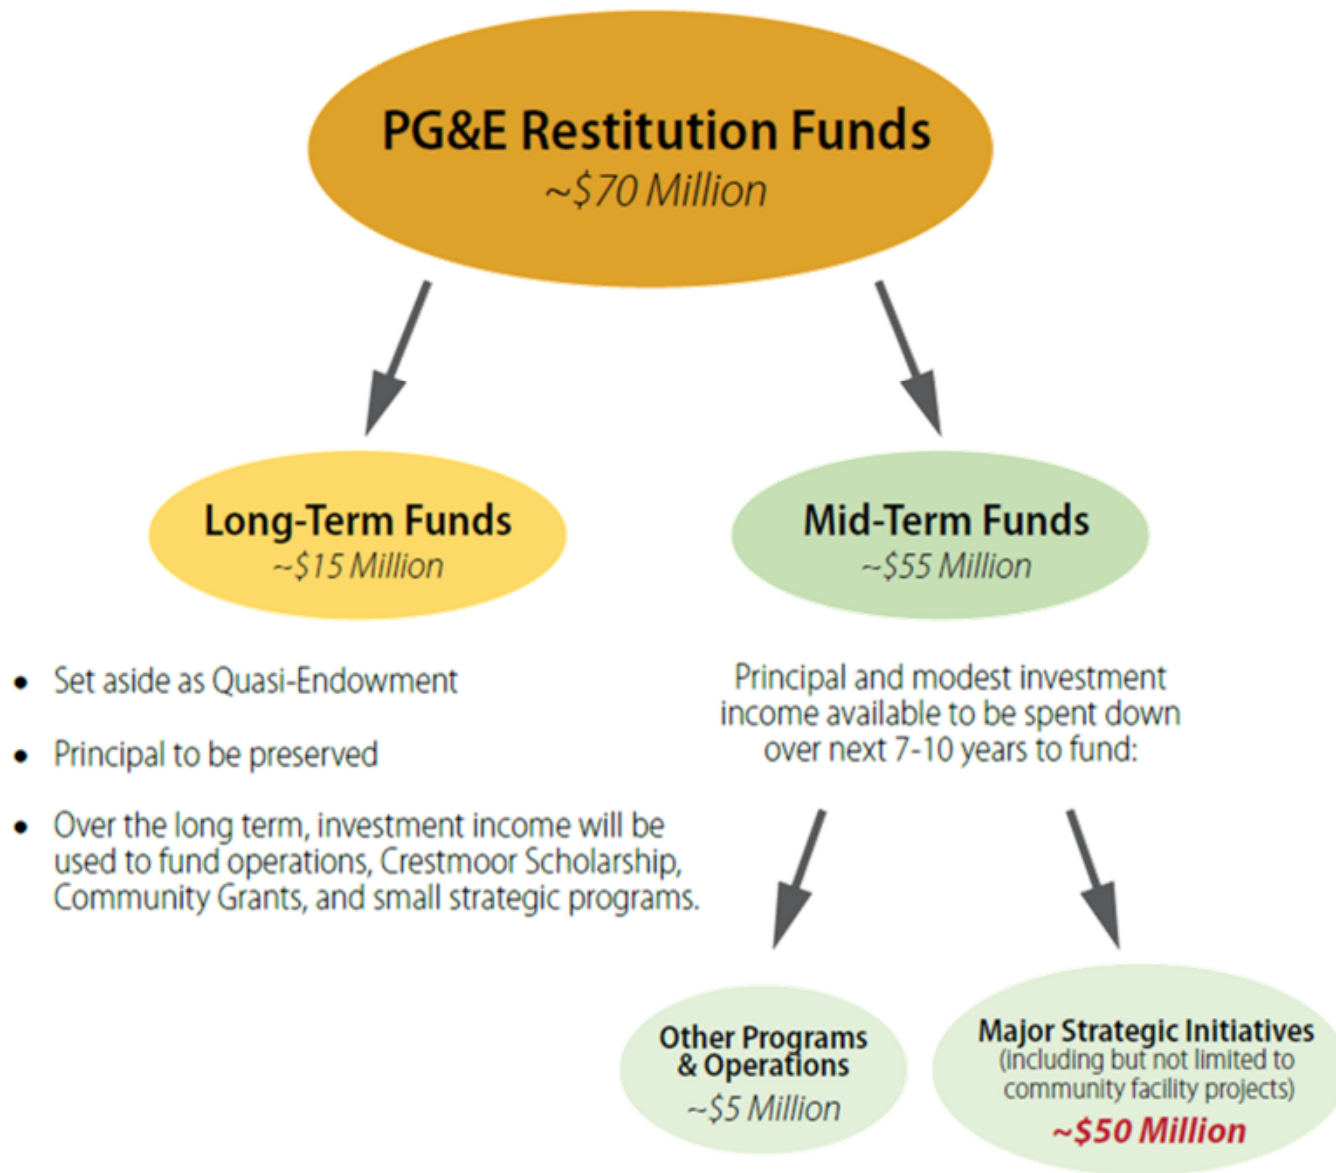 PG&E Restitution Funds
~$70 Million
Long-Term Funds
~$15 Million
Mid-Term Funds
~$55 Million
• Set aside as Quasi-Endowment
• Principal to be preserved
• Over the long term, investment income will be
used to fund operations, Crestmoor Scholarship,
Community Grants, and small strategic programs.
Principal and modest investment
income available to be spent down
over next 7-10 years to fund:
Other Programs
& Operations
~$5 Million
Major Strategic Initiatives
(including but not limited to
community facility projects)
~$50 Million